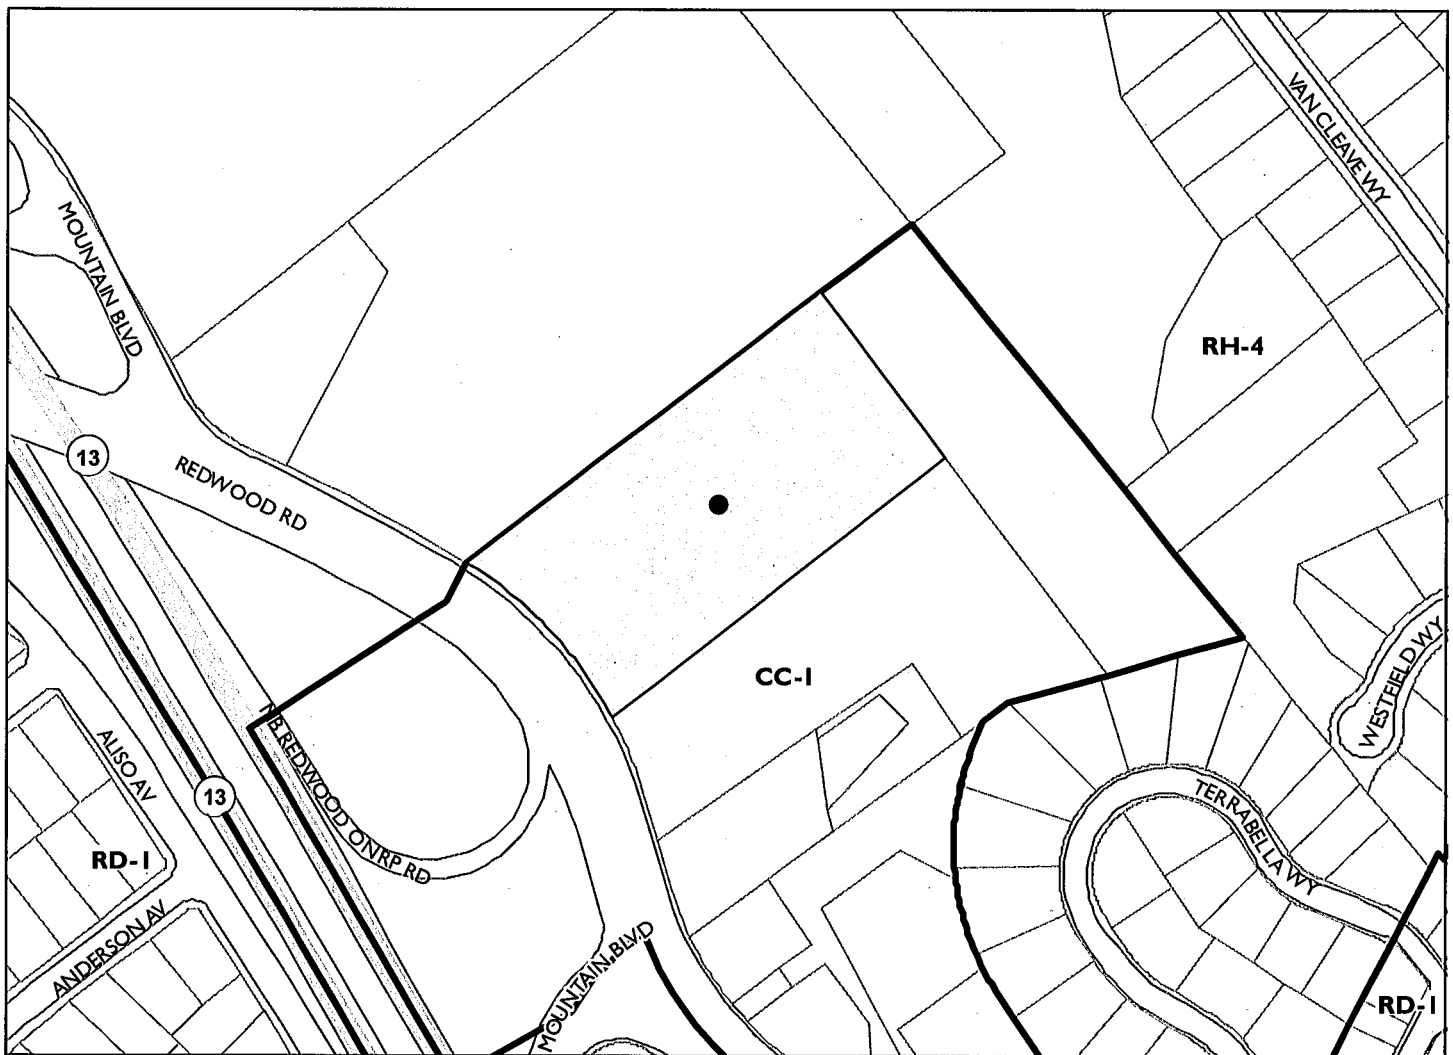 VAN CLEAVE WY
MOUNTAIN BLVD
RH-4
13
REDWOOD RD
CC-1
WESTFIELD WY
NB REDWOOD ONRP RD
ALISO AV
13
TERRABELLA WY
RD-1
ANDERSON AV
MOUNTAIN BLVD
RD-1